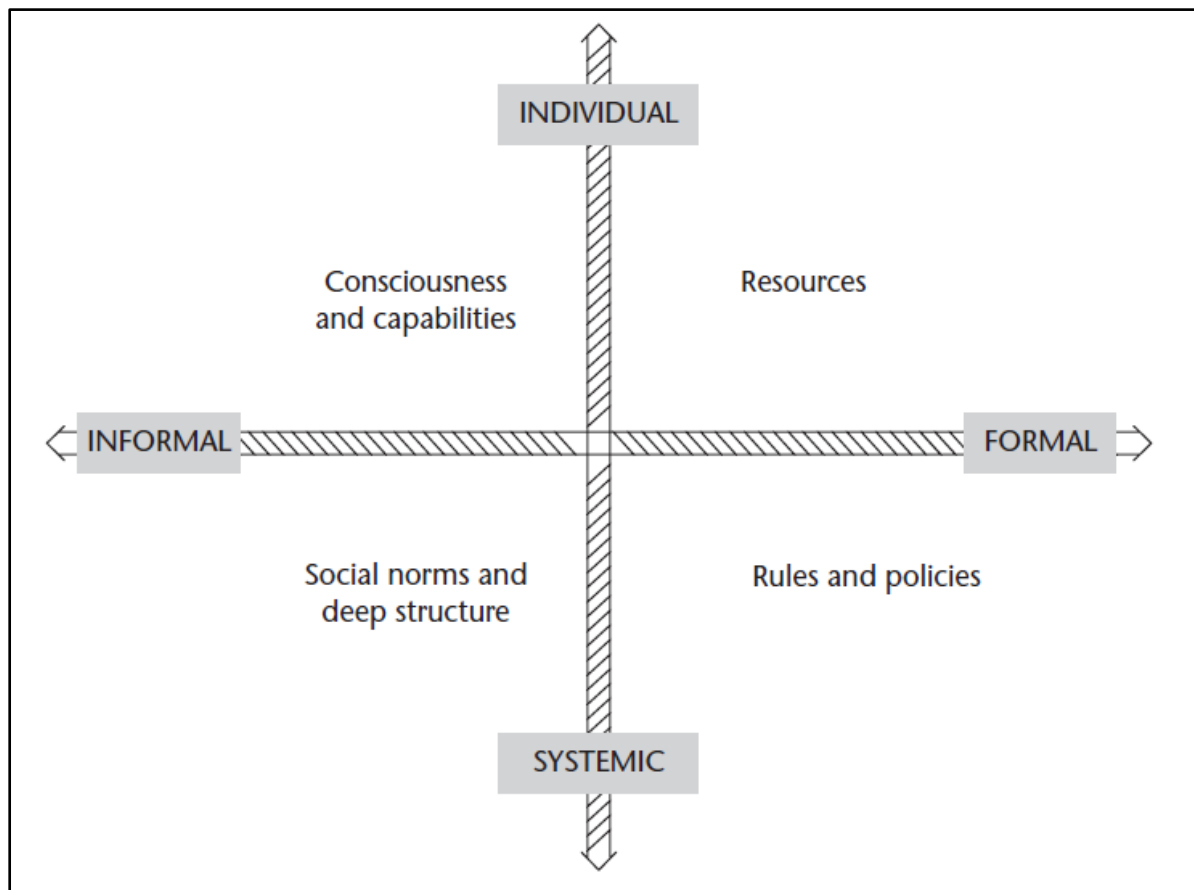 INDIVIDUAL
Consciousness
and capabilities
Resources
INFORMAL
FORMAL
Social norms and
deep structure
Rules and policies
SYSTEMIC